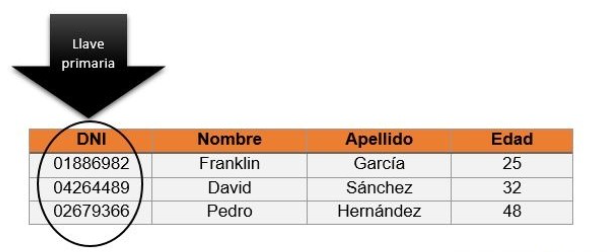 Llave
primaria
DNI Nombre Apellido Edad
01886982 Franklin García 25
04264489 David Sánchez 32
02679366 Pedro Hernández 48